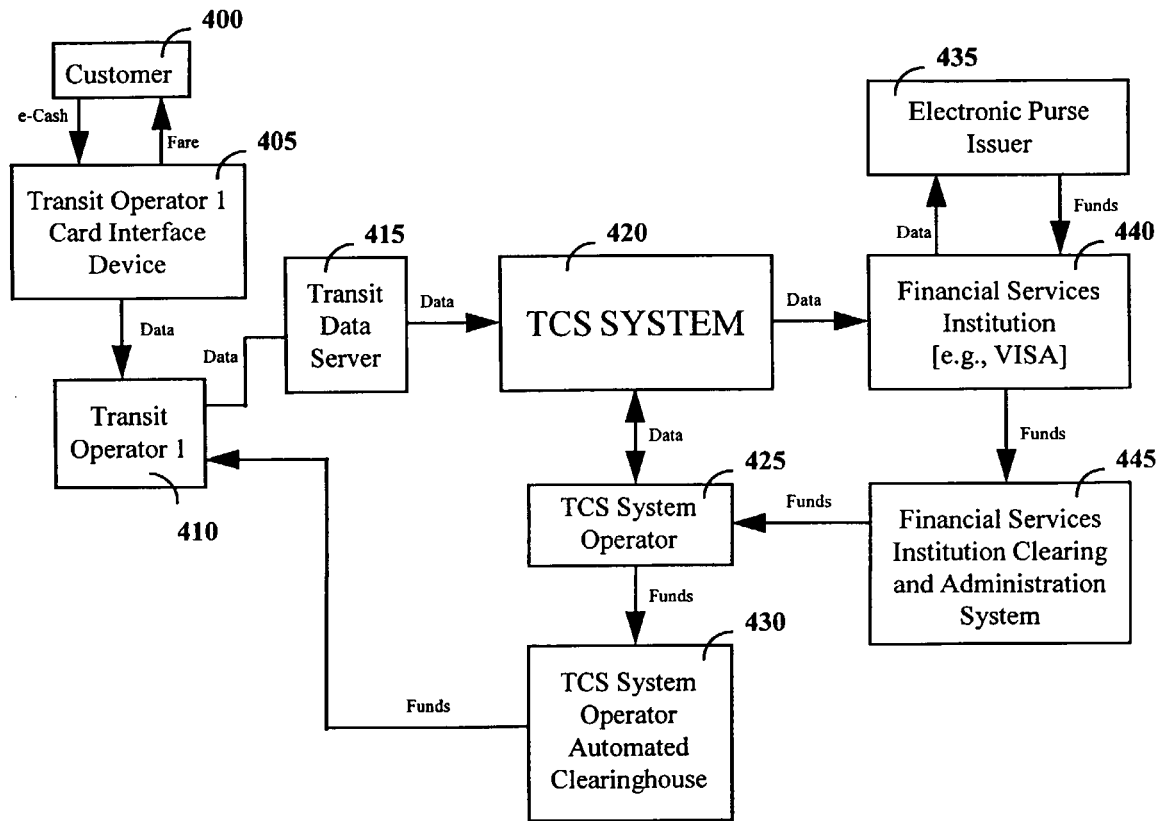 400
Customer
e-Cash
Fare
405
Transit Operator 1
Card Interface
Device
Data
Transit
Operator 1
410
Data
415
Transit
Data
Server
Data
420
TCS SYSTEM
Data
435
Electronic Purse
Issuer
Data
Funds
440
Financial Services
Institution
[e.g., VISA]
Funds
445
Financial Services
Institution Clearing
and Administration
System
Funds
Data
425
TCS System
Operator
Funds
430
TCS System
Operator
Automated
Clearinghouse
Funds